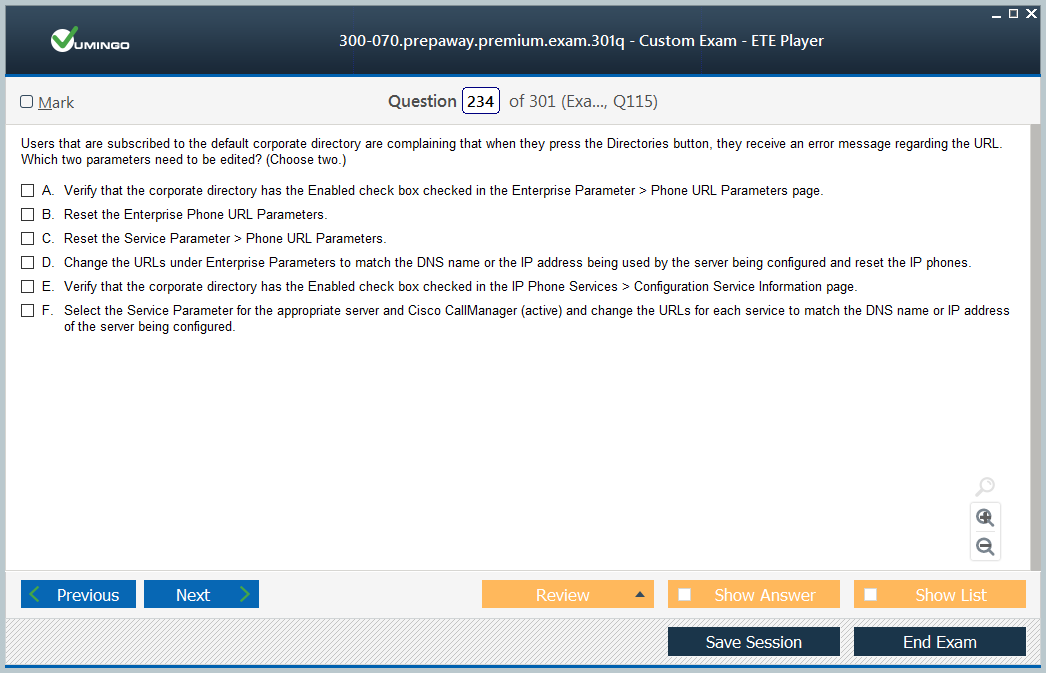 VUMINGO
300-070.prepaway.premium.exam.301q - Custom Exam - ETE Player
Mark
Question 234 of 301 (Exa..., Q115)
Users that are subscribed to the default corporate directory are complaining that when they press the Directories button, they receive an error message regarding the URL.
Which two parameters need to be edited? (Choose two.)
A. Verify that the corporate directory has the Enabled check box checked in the Enterprise Parameter > Phone URL Parameters page.
B. Reset the Enterprise Phone URL Parameters.
C. Reset the Service Parameter > Phone URL Parameters.
D. Change the URLs under Enterprise Parameters to match the DNS name or the IP address being used by the server being configured and reset the IP phones.
E. Verify that the corporate directory has the Enabled check box checked in the IP Phone Services > Configuration Service Information page.
F. Select the Service Parameter for the appropriate server and Cisco CallManager (active) and change the URLs for each service to match the DNS name or IP address
of the server being configured.
Previous Next Review Show Answer Show List
Save Session End Exam